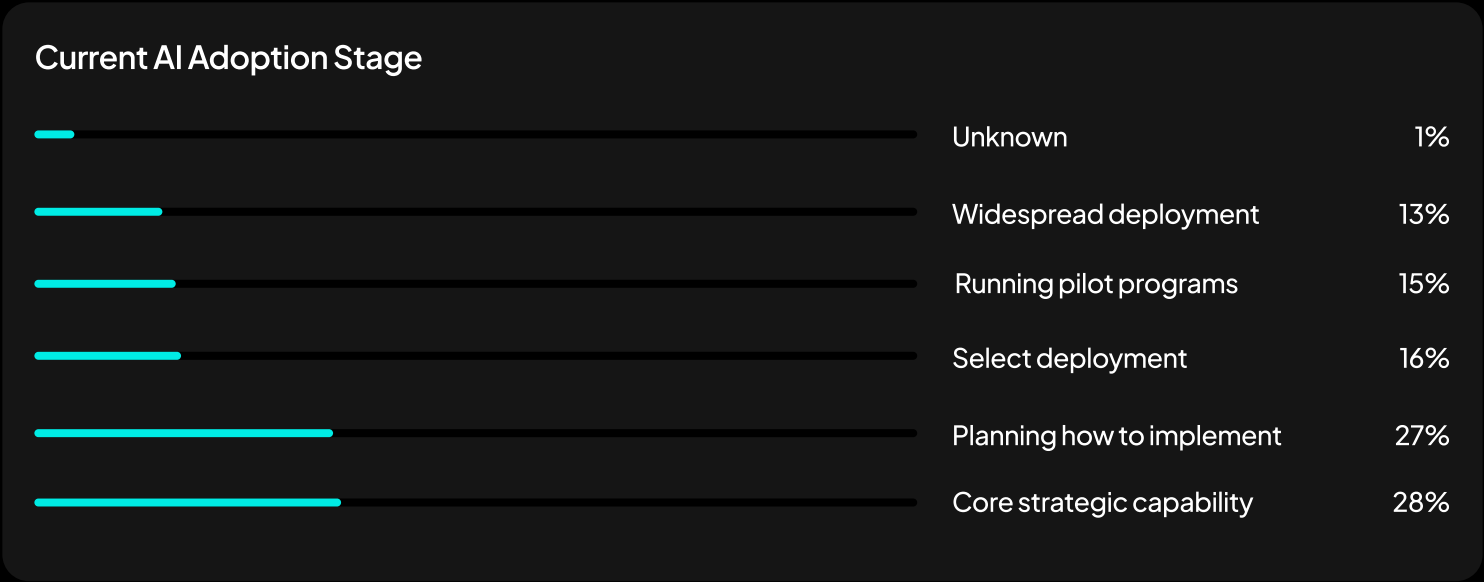 Current AI Adoption Stage
Unknown 1%
Widespread deployment 13%
Running pilot programs 15%
Select deployment 16%
Planning how to implement 27%
Core strategic capability 28%